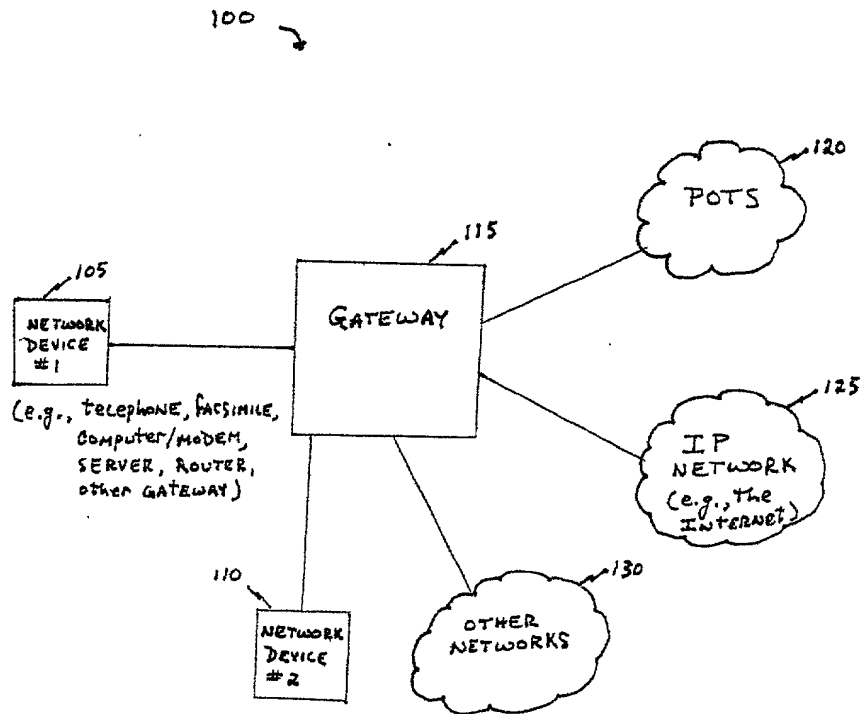 100
120
POTS
115
GATEWAY
105
NETWORK
DEVICE
#1
(e.g., telephone, facsimile,
computer/modem,
SERVER, ROUTER,
other GATEWAY)
125
IP
NETWORK
(e.g., the
INTERNET)
110
NETWORK
DEVICE
#2
130
OTHER
NETWORKS